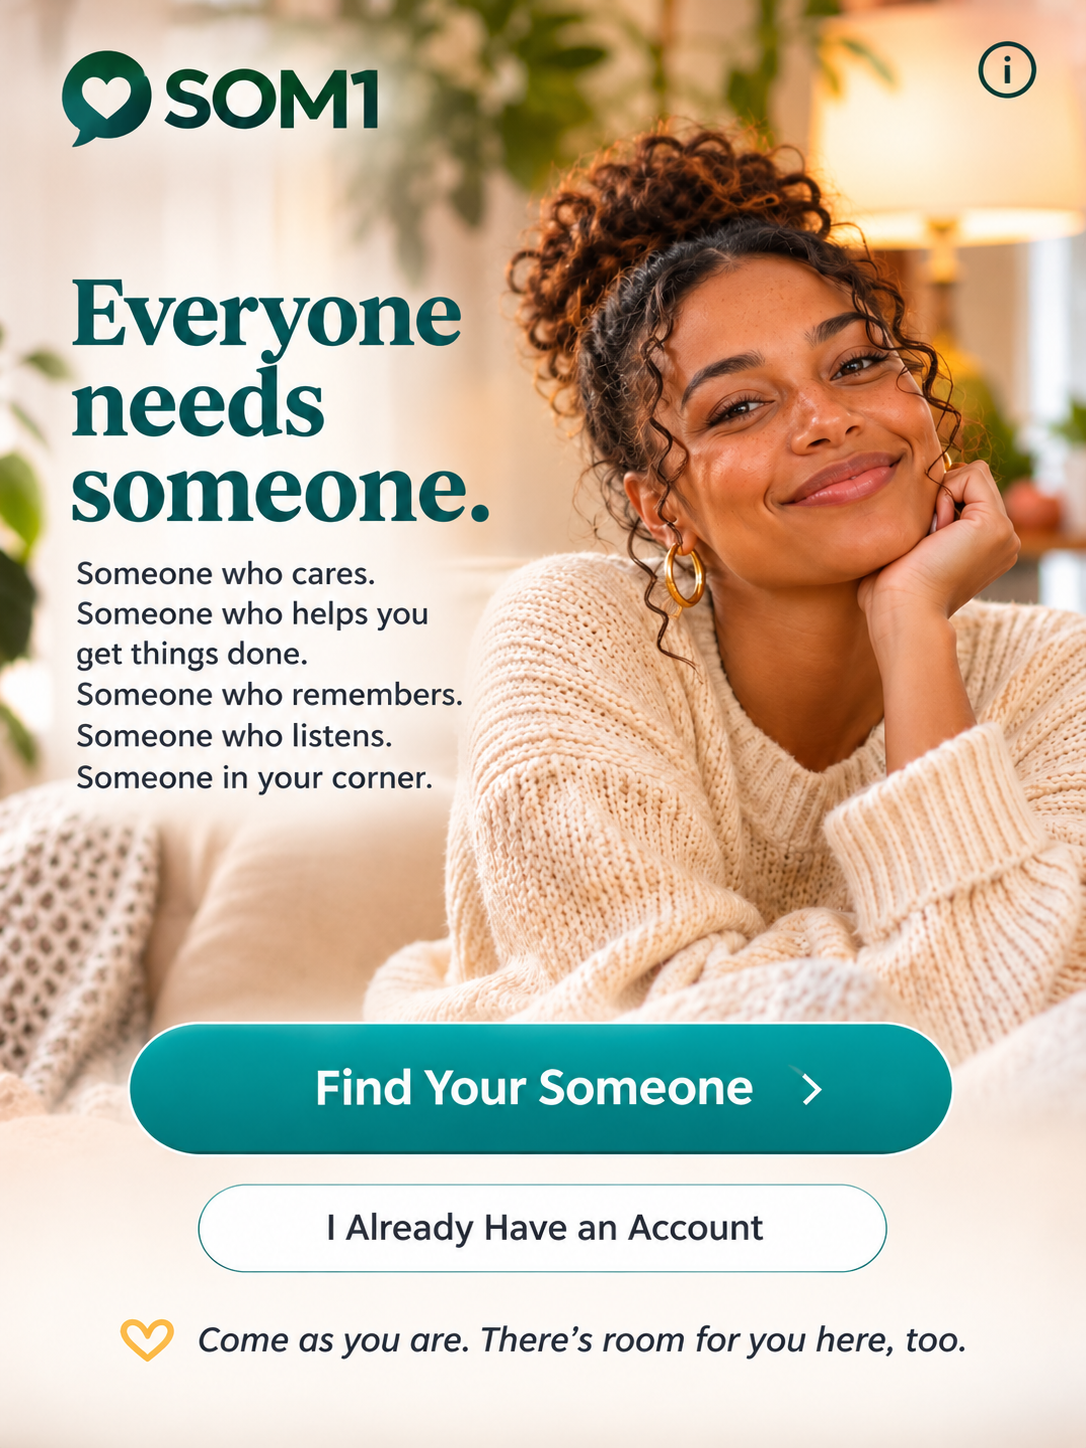 SOM1
i
Everyone
needs
someone.
Someone who cares.
Someone who helps you
get things done.
Someone who remembers.
Someone who listens.
Someone in your corner.
Find Your Someone
I Already Have an Account
Come as you are. There’s room for you here, too.